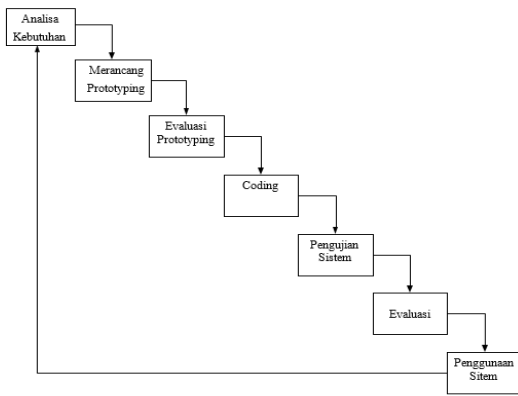 Analisa
Kebutuhan
Merancang
Prototyping
Evaluasi
Prototyping
Coding
Pengujian
Sistem
Evaluasi
Penggunaan
Sitem